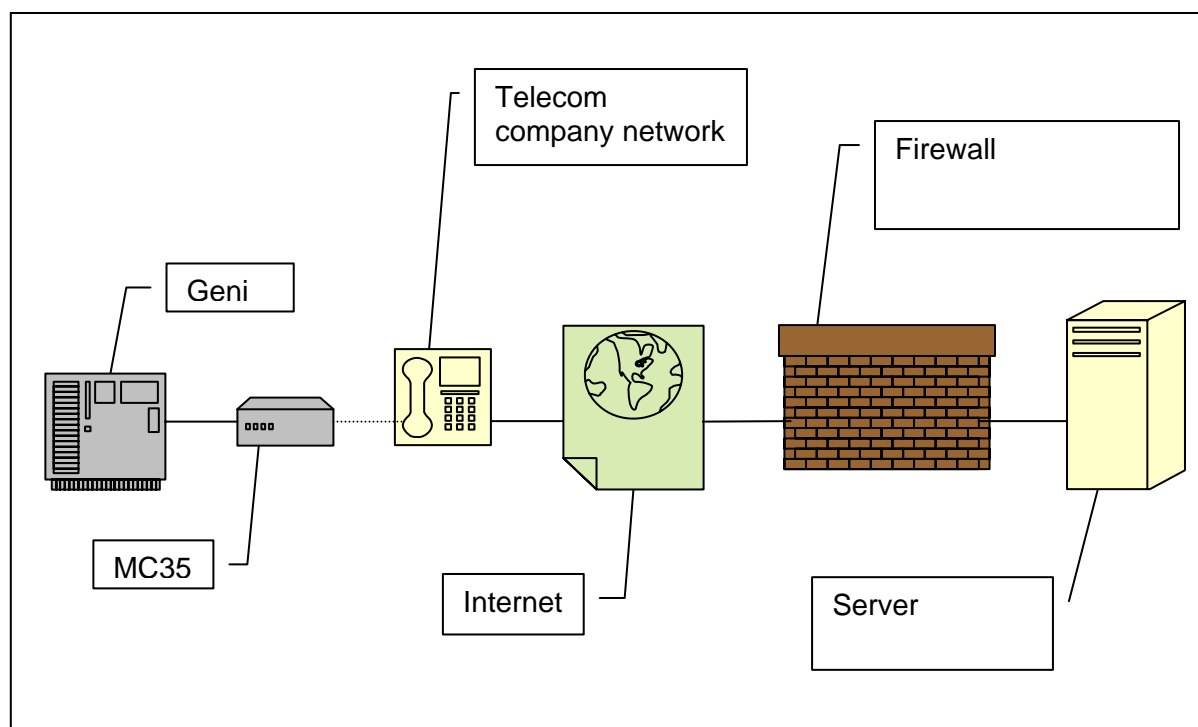 Telecom
company network
Firewall
Geni
MC35
Internet
Server